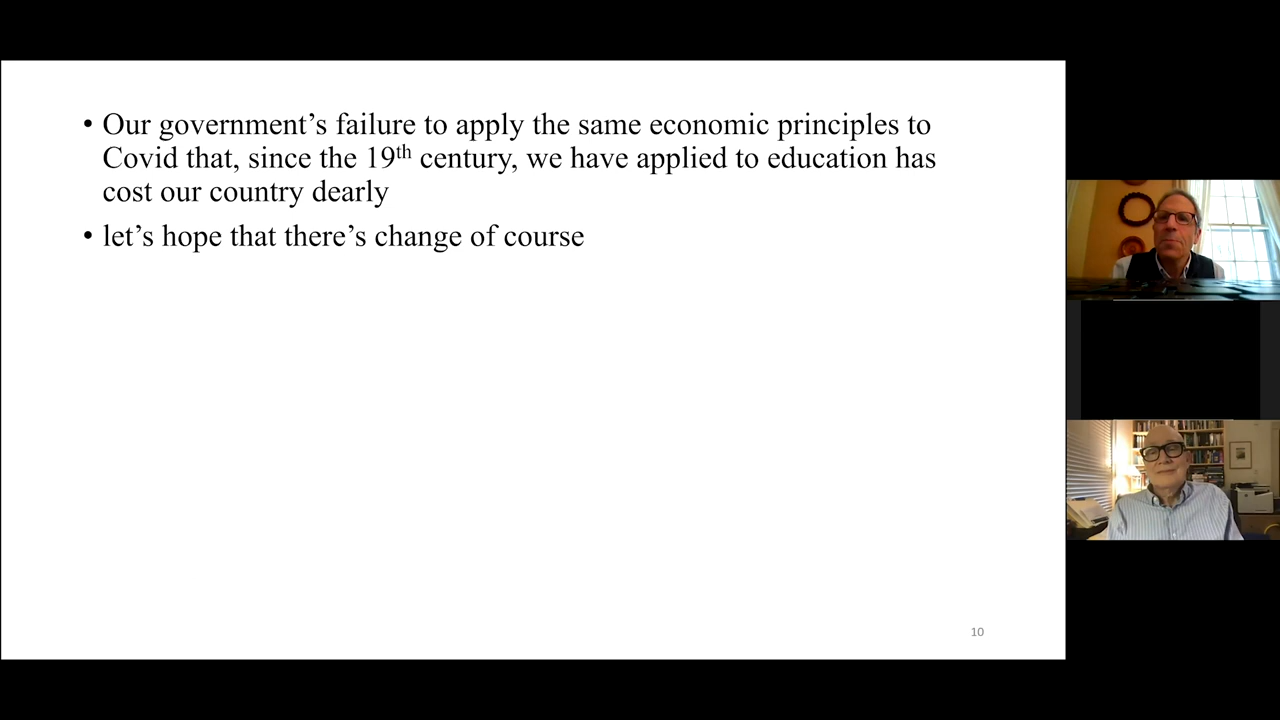 • Our government’s failure to apply the same economic principles to
Covid that, since the 19th century, we have applied to education has
cost our country dearly
• let’s hope that there’s change of course
10